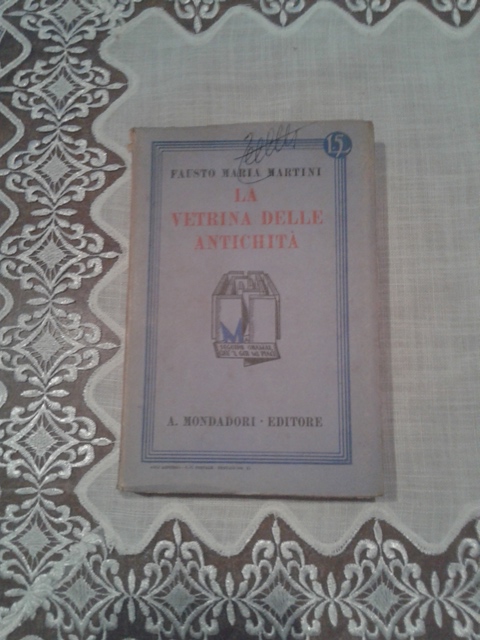 15
FAUSTO MARIA MARTINI
LA
VETRINA DELLE
ANTICHITÀ
A. MONDADORI · EDITORE